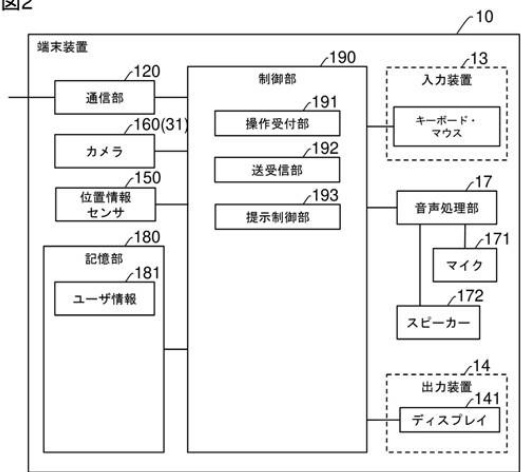 図2
10
端末装置
120
通信部
160(31)
カメラ
150
位置情報
センサ
180
記憶部
181
ユーザ情報
190
制御部
191
操作受付部
192
送受信部
193
提示制御部
13
入力装置
キーボード・
マウス
17
音声処理部
171
マイク
172
スピーカー
14
出力装置
141
ディスプレイ